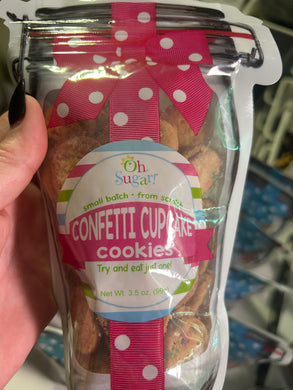 Oh,
Sugar!
small batch • from scratch
CONFETTI CUPCAKE
cookies
Try and eat just one!
Net Wt. 3.5 oz. (99g)